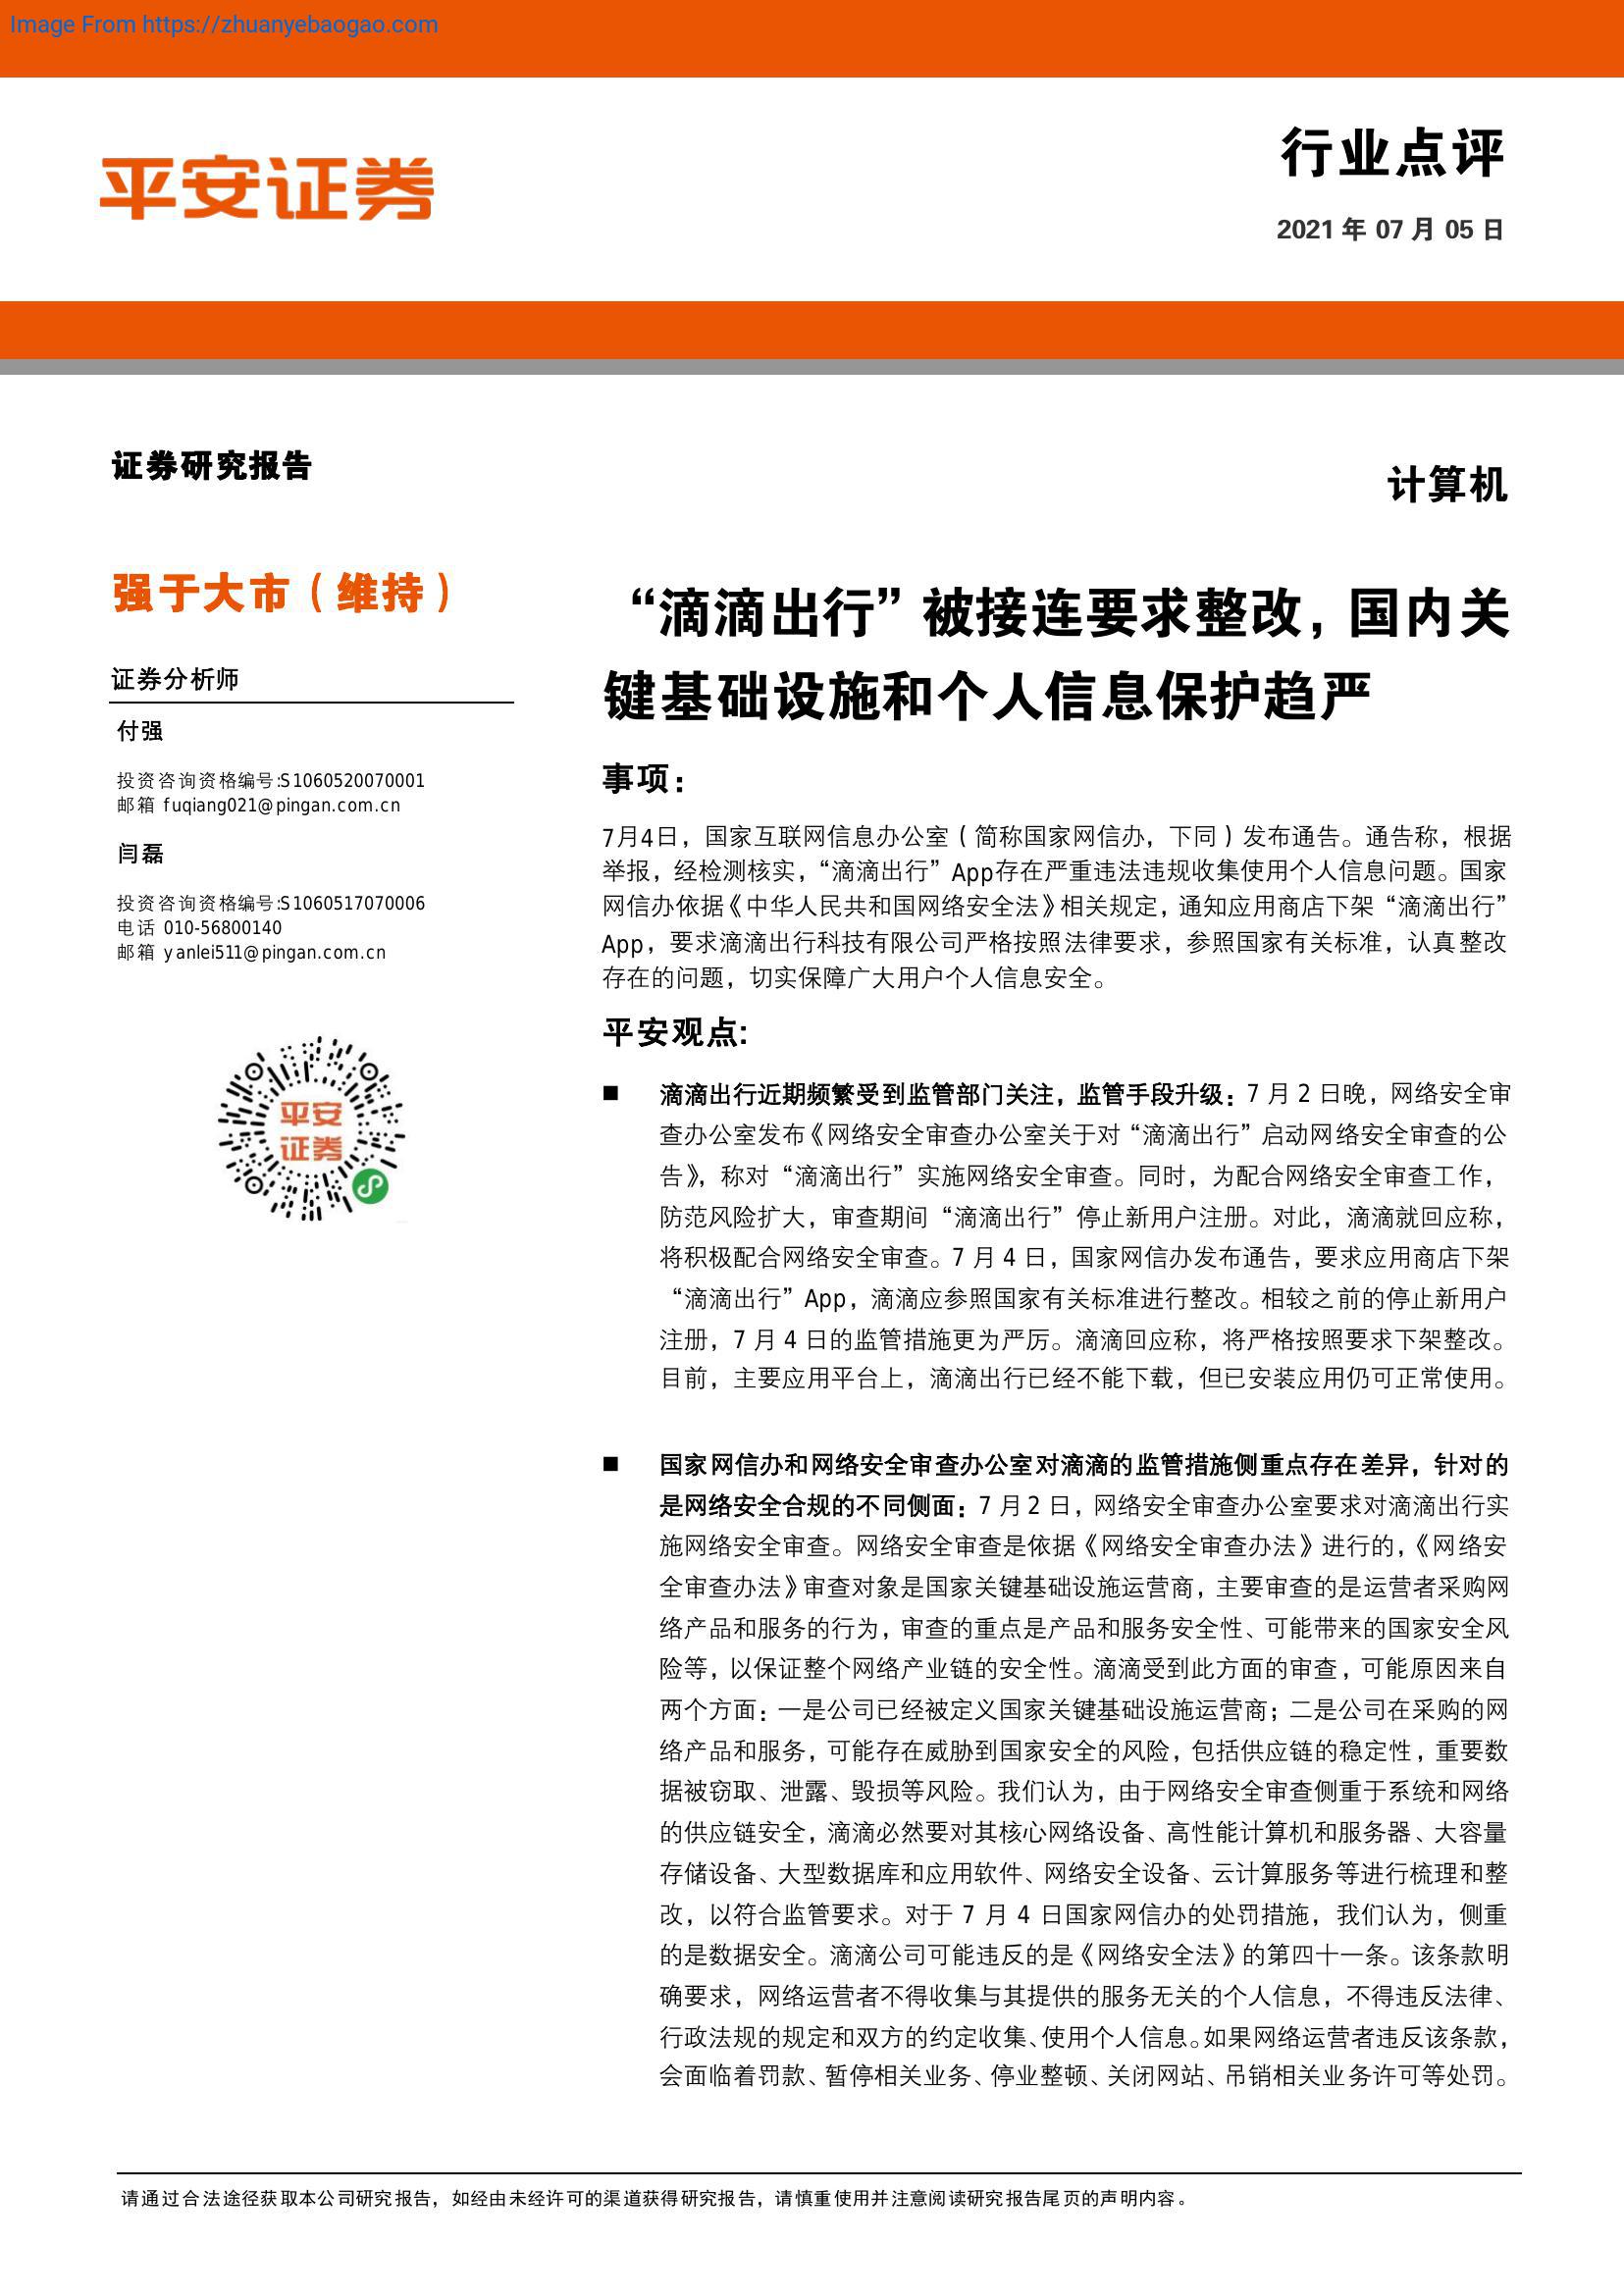 Image From https://zhuanyebaogao.com
平安证券
行业点评
2021 年 07 月 05 日
证券研究报告
计算机
强于大市（维持）
证券分析师
付强
投资咨询资格编号:S1060520070001
邮箱 fuqiang021@pingan.com.cn
闫磊
投资咨询资格编号:S1060517070006
电话 010-56800140
邮箱 yanlei511@pingan.com.cn
平安
证券
“滴滴出行”被接连要求整改，国内关
键基础设施和个人信息保护趋严
事项：
7月4日，国家互联网信息办公室（简称国家网信办，下同）发布通告。通告称，根据
举报，经检测核实，“滴滴出行”App存在严重违法违规收集使用个人信息问题。国家
网信办依据《中华人民共和国网络安全法》相关规定，通知应用商店下架“滴滴出行”
App，要求滴滴出行科技有限公司严格按照法律要求，参照国家有关标准，认真整改
存在的问题，切实保障广大用户个人信息安全。
平安观点:
■ 滴滴出行近期频繁受到监管部门关注，监管手段升级：7 月 2 日晚，网络安全审
查办公室发布《网络安全审查办公室关于对“滴滴出行”启动网络安全审查的公
告》，称对“滴滴出行”实施网络安全审查。同时，为配合网络安全审查工作，
防范风险扩大，审查期间“滴滴出行”停止新用户注册。对此，滴滴就回应称，
将积极配合网络安全审查。7 月 4 日，国家网信办发布通告，要求应用商店下架
“滴滴出行”App，滴滴应参照国家有关标准进行整改。相较之前的停止新用户
注册，7 月 4 日的监管措施更为严厉。滴滴回应称，将严格按照要求下架整改。
目前，主要应用平台上，滴滴出行已经不能下载，但已安装应用仍可正常使用。
■ 国家网信办和网络安全审查办公室对滴滴的监管措施侧重点存在差异，针对的
是网络安全合规的不同侧面：7 月 2 日，网络安全审查办公室要求对滴滴出行实
施网络安全审查。网络安全审查是依据《网络安全审查办法》进行的，《网络安
全审查办法》审查对象是国家关键基础设施运营商，主要审查的是运营者采购网
络产品和服务的行为，审查的重点是产品和服务安全性、可能带来的国家安全风
险等，以保证整个网络产业链的安全性。滴滴受到此方面的审查，可能原因来自
两个方面：一是公司已经被定义国家关键基础设施运营商；二是公司在采购的网
络产品和服务，可能存在威胁到国家安全的风险，包括供应链的稳定性，重要数
据被窃取、泄露、毁损等风险。我们认为，由于网络安全审查侧重于系统和网络
的供应链安全，滴滴必然要对其核心网络设备、高性能计算机和服务器、大容量
存储设备、大型数据库和应用软件、网络安全设备、云计算服务等进行梳理和整
改，以符合监管要求。对于 7 月 4 日国家网信办的处罚措施，我们认为，侧重
的是数据安全。滴滴公司可能违反的是《网络安全法》的第四十一条。该条款明
确要求，网络运营者不得收集与其提供的服务无关的个人信息，不得违反法律、
行政法规的规定和双方的约定收集、使用个人信息。如果网络运营者违反该条款，
会面临着罚款、暂停相关业务、停业整顿、关闭网站、吊销相关业务许可等处罚。
请通过合法途径获取本公司研究报告，如经由未经许可的渠道获得研究报告，请慎重使用并注意阅读研究报告尾页的声明内容。